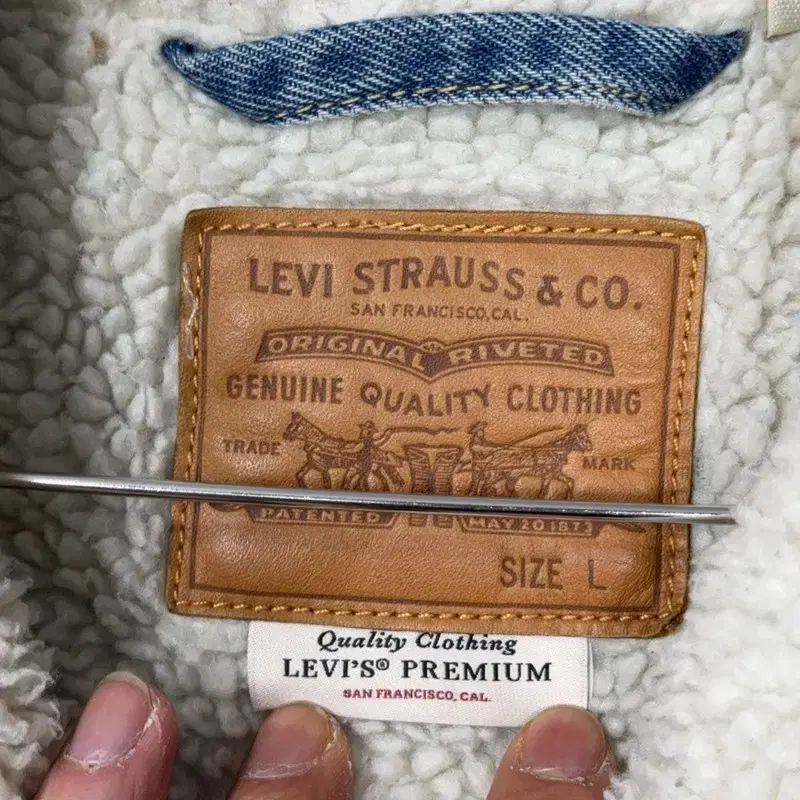 LEVI STRAUSS & CO.
SAN FRANCISCO, CAL.
ORIGINAL RIVETED
GENUINE QUALITY CLOTHING
TRADE MARK
PATENTED MAY 20 1873
SIZE L
Quality Clothing
LEVI'S® PREMIUM
SAN FRANCISCO, CAL.